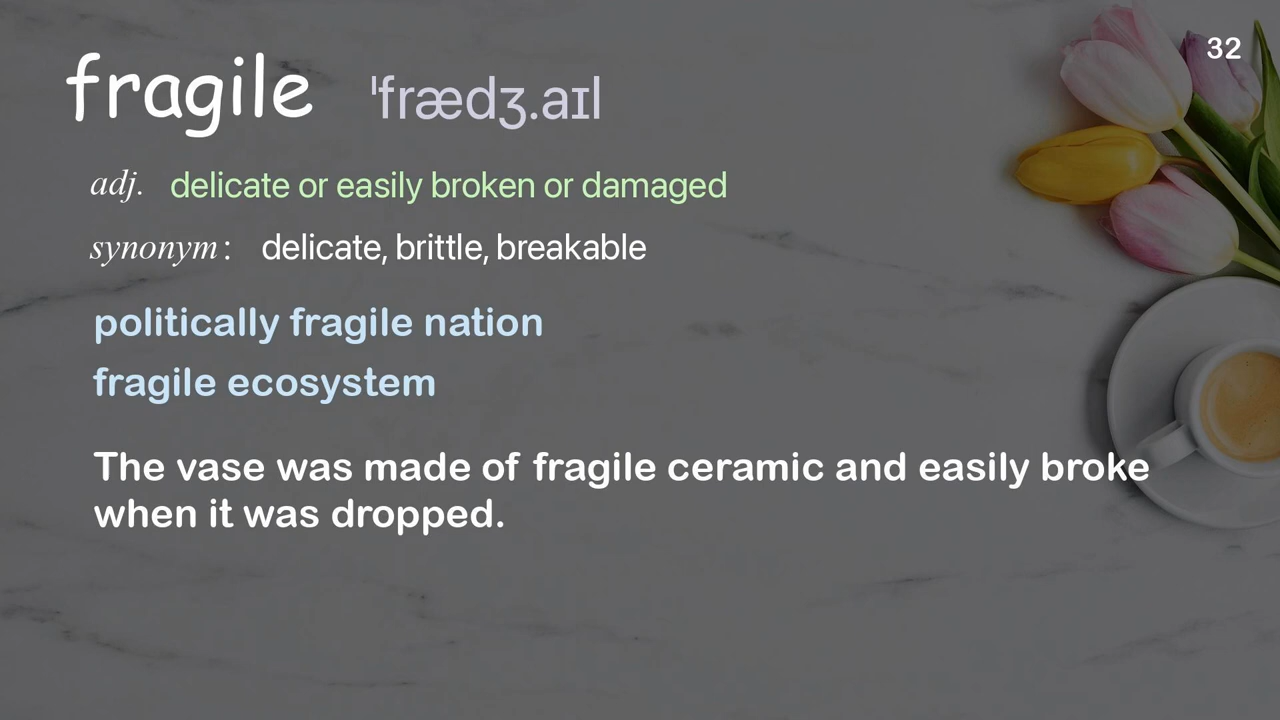 32
fragile ˈfrædʒ.aɪl
adj. delicate or easily broken or damaged
synonym: delicate, brittle, breakable
politically fragile nation
fragile ecosystem
The vase was made of fragile ceramic and easily broke
when it was dropped.